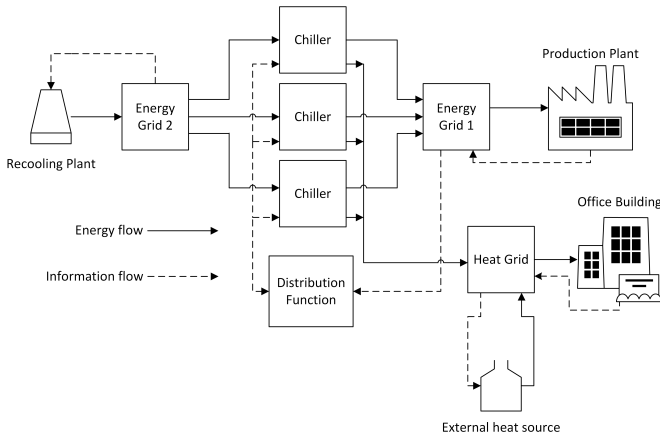 Chiller
Production Plant
Energy
Grid 2
Chiller
Energy
Grid 1
Recooling Plant
Chiller
Office Building
Energy flow
Heat Grid
Information flow
Distribution
Function
External heat source